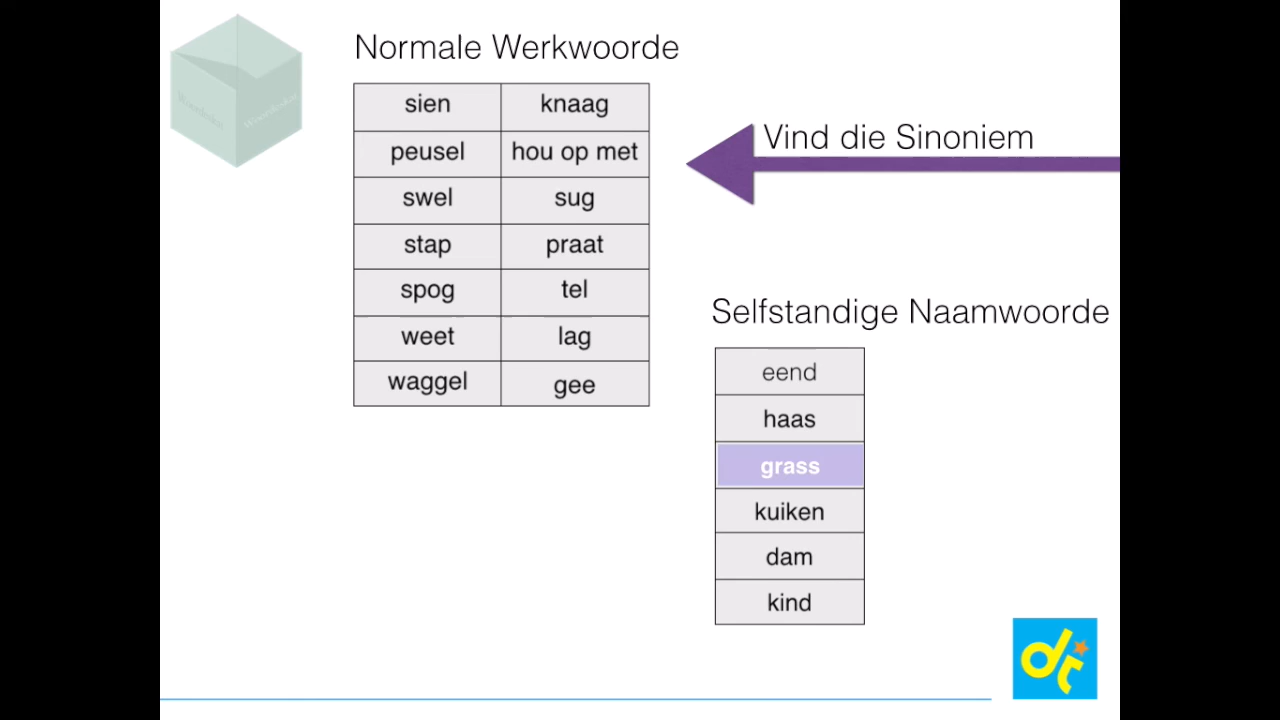 Normale Werkwoorde
sien knaag
peusel hou op met
swel sug
stap praat
spog tel
weet lag
waggel gee
Vind die Sinoniem
Selfstandige Naamwoorde
eend
haas
grass
kuiken
dam
kind
dt